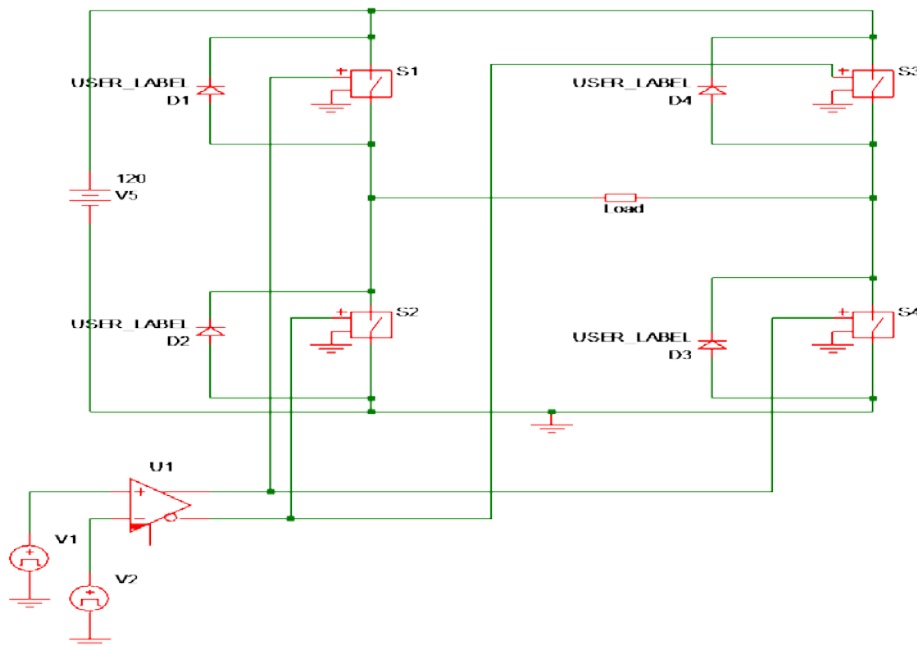 USER_LABEL
D1
+
S1
USER_LABEL
D4
+
S3
120
V5
Load
USER_LABEL
D2
+
S2
USER_LABEL
D3
+
S4
U1
+
−
V1
+
V2
+